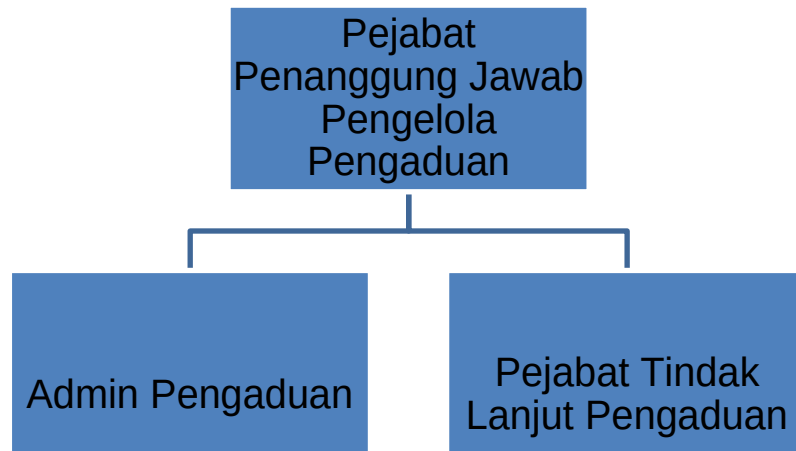 Pejabat
Penanggung Jawab
Pengelola
Pengaduan
Admin Pengaduan
Pejabat Tindak
Lanjut Pengaduan